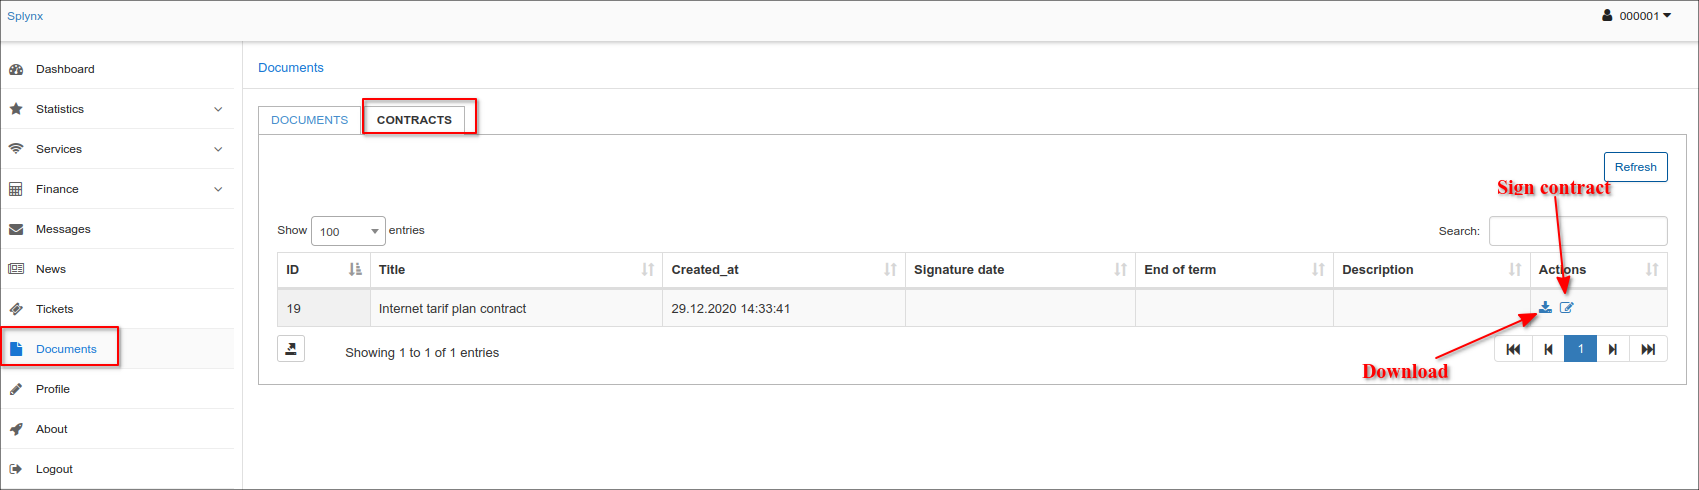 Splynx
000001
Dashboard
Statistics
Services
Finance
Messages
News
Tickets
Documents
Profile
About
Logout
Documents
DOCUMENTS CONTRACTS
Refresh
Sign contract
Show 100 entries Search:
ID Title Created_at Signature date End of term Description Actions
19 Internet tarif plan contract 29.12.2020 14:33:41
Showing 1 to 1 of 1 entries 1
Download